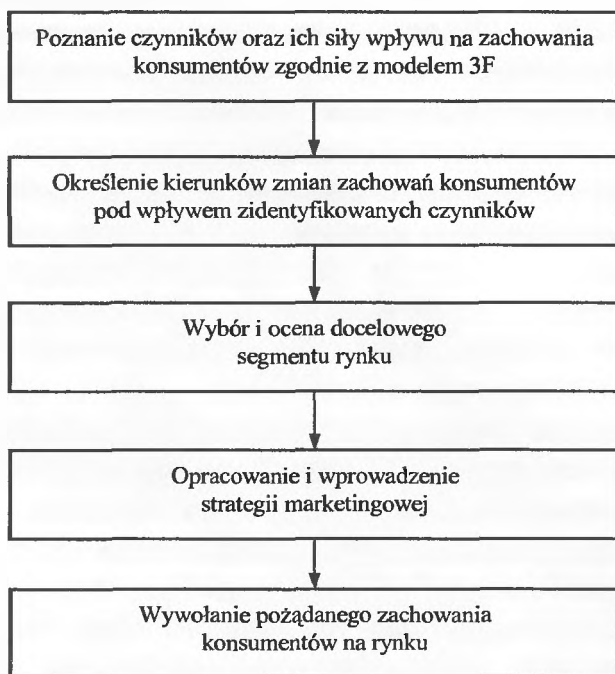 Poznanie czynników oraz ich siły wpływu na zachowania
konsumentów zgodnie z modelem 3F
Określenie kierunków zmian zachowań konsumentów
pod wpływem zidentyfikowanych czynników
Wybór i ocena docelowego
segmentu rynku
Opracowanie i wprowadzenie
strategii marketingowej
Wywołanie pożądanego zachowania
konsumentów na rynku